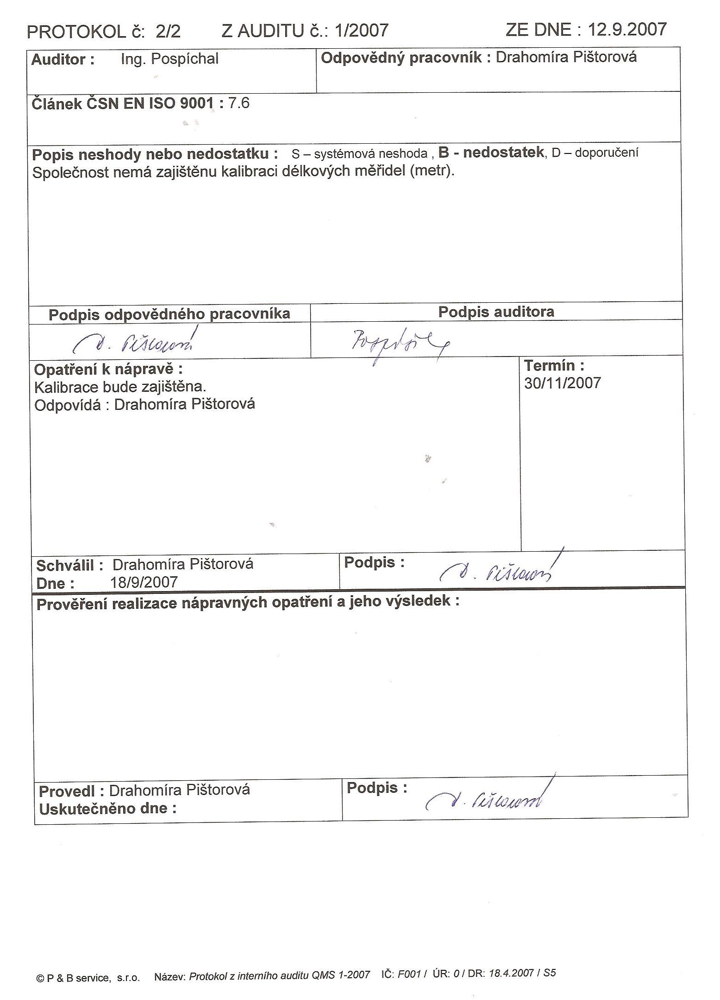 PROTOKOL č: 2/2 Z AUDITU č.: 1/2007 ZE DNE : 12.9.2007
Auditor : Ing. Pospíchal
Odpovědný pracovník : Drahomíra Pištorová
Článek ČSN EN ISO 9001 : 7.6
Popis neshody nebo nedostatku : S – systémová neshoda , B - nedostatek, D – doporučení
Společnost nemá zajištěnu kalibraci délkových měřidel (metr).
Podpis odpovědného pracovníka
Podpis auditora
D. Pištorová
Opatření k nápravě :
Kalibrace bude zajištěna.
Odpovídá : Drahomíra Pištorová
Termín :
30/11/2007
Schválil : Drahomíra Pištorová
Dne : 18/9/2007
Podpis : D. Pištorová
Prověření realizace nápravných opatření a jeho výsledek :
Provedl : Drahomíra Pištorová
Uskutečněno dne :
Podpis : D. Pištorová
© P & B service, s.r.o. Název: Protokol z interního auditu QMS 1-2007 IČ: F001 / ÚR: 0 / DR: 18.4.2007 / S5